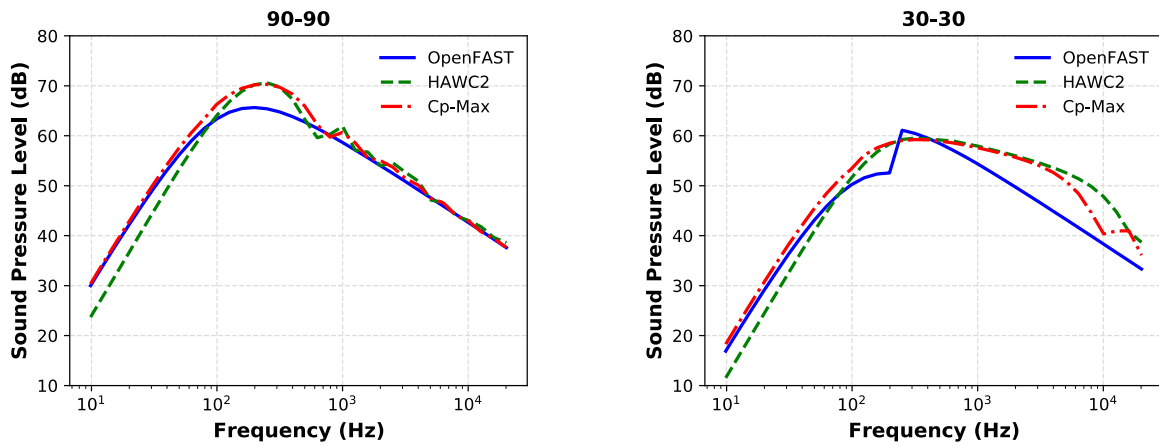 90-90
80
70
60
50
40
30
20
10
Sound Pressure Level (dB)
10¹
10²
10³
10⁴
Frequency (Hz)
OpenFAST
HAWC2
Cp-Max
30-30
80
70
60
50
40
30
20
10
Sound Pressure Level (dB)
10¹
10²
10³
10⁴
Frequency (Hz)
OpenFAST
HAWC2
Cp-Max